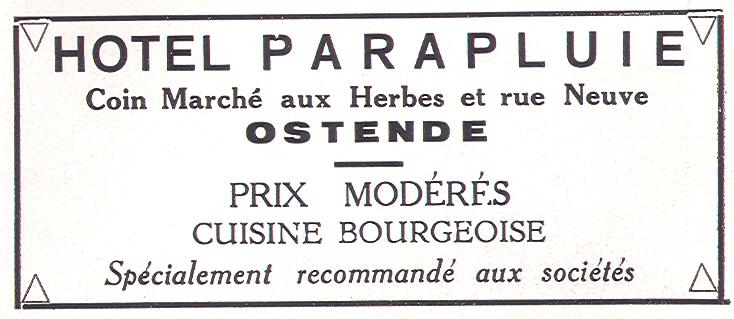 HOTEL PARAPLUIE
Coin Marché aux Herbes et rue Neuve
OSTENDE
PRIX MODÉRÉS
CUISINE BOURGEOISE
Spécialement recommandé aux sociétés